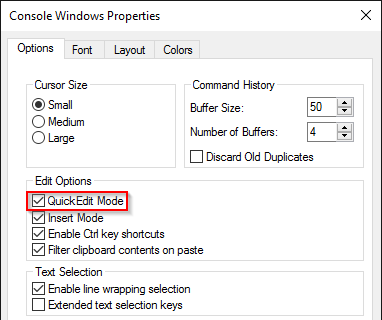 Console Windows Properties
Options Font Layout Colors
Cursor Size
Small
Medium
Large
Command History
Buffer Size: 50
Number of Buffers: 4
Discard Old Duplicates
Edit Options
QuickEdit Mode
Insert Mode
Enable Ctrl key shortcuts
Filter clipboard contents on paste
Text Selection
Enable line wrapping selection
Extended text selection keys